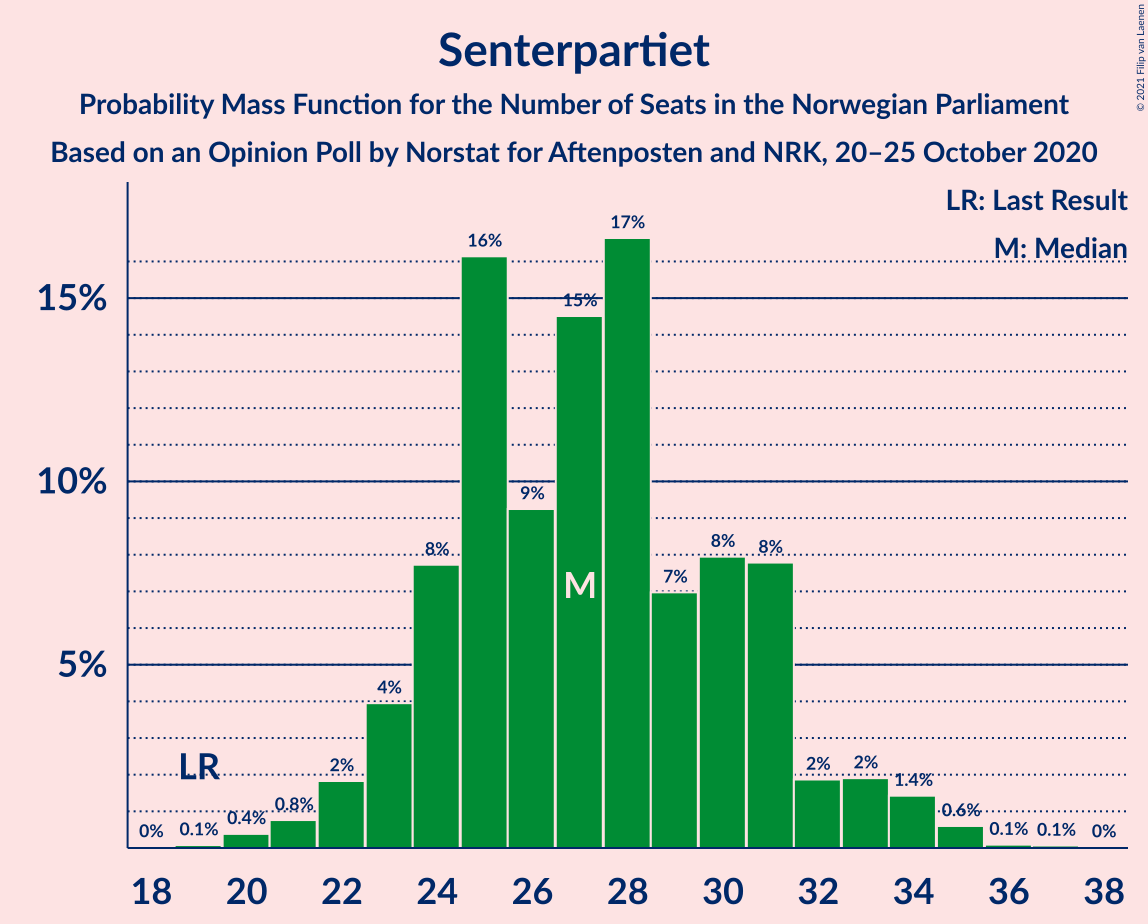 Senterpartiet
Probability Mass Function for the Number of Seats in the Norwegian Parliament
Based on an Opinion Poll by Norstat for Aftenposten and NRK, 20–25 October 2020
© 2021 Filip van Laenen
LR: Last Result
M: Median
15%
10%
5%
0% 0.1% 0.4% 0.8% 2% 4% 8% 16% 9% 15% 17% 7% 8% 8% 2% 2% 1.4% 0.6% 0.1% 0.1% 0%
LR
M
18 20 22 24 26 28 30 32 34 36 38